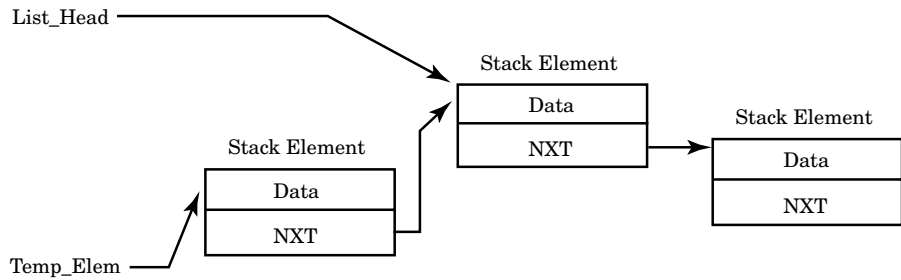 List_Head
Stack Element
Data
NXT
Stack Element
Data
NXT
Stack Element
Data
NXT
Temp_Elem